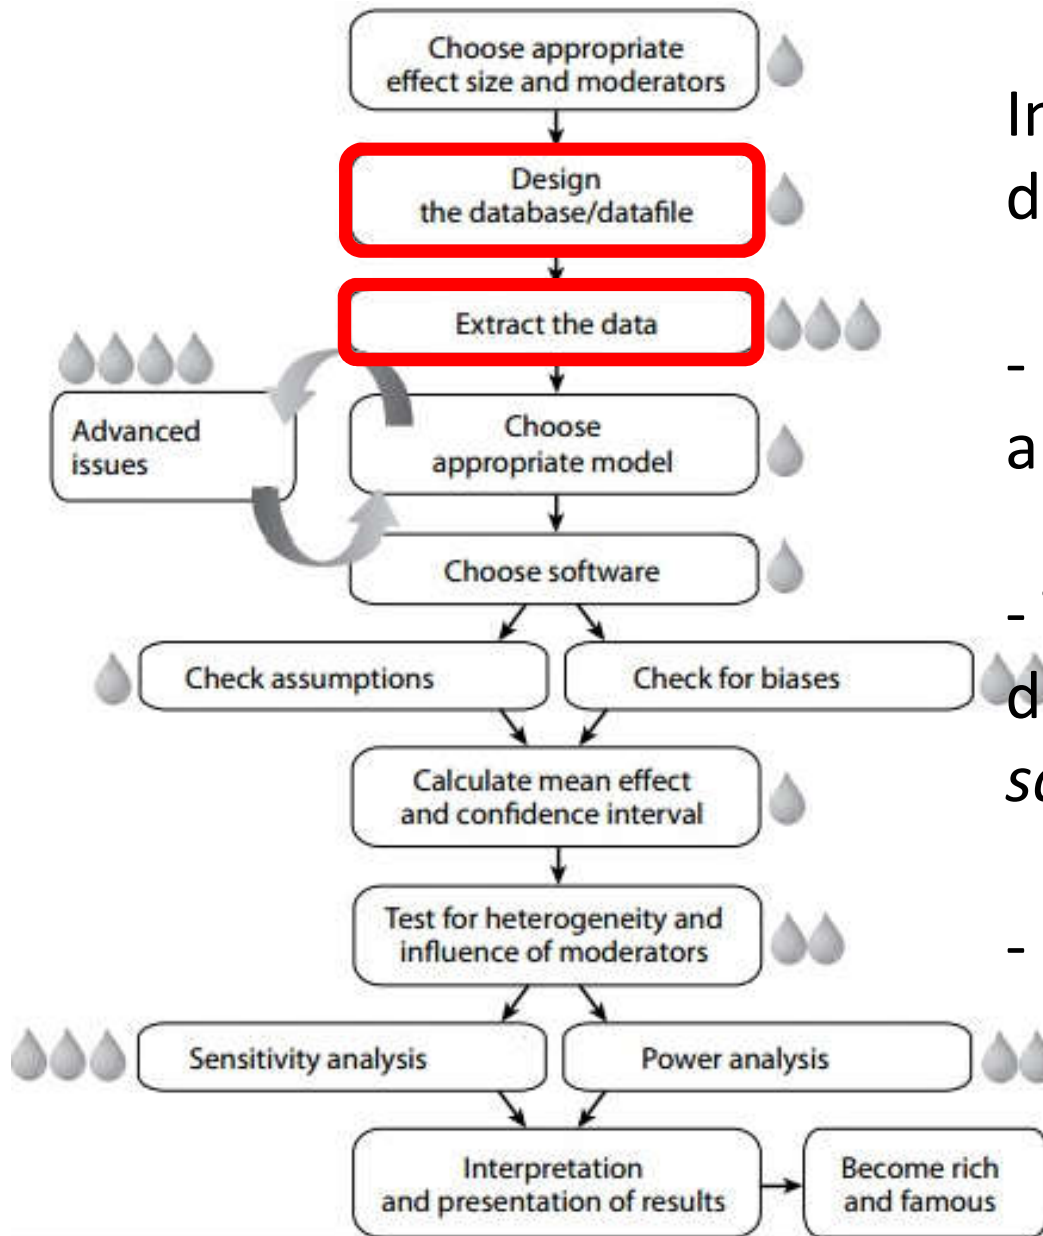 Choose appropriate
effect size and moderators
Design
the database/datafile
Extract the data
Advanced
issues
Choose
appropriate model
Choose software
Check assumptions
Check for biases
Calculate mean effect
and confidence interval
Test for heterogeneity and
influence of moderators
Sensitivity analysis
Power analysis
Interpretation
and presentation of results
Become rich
and famous
-
-
-